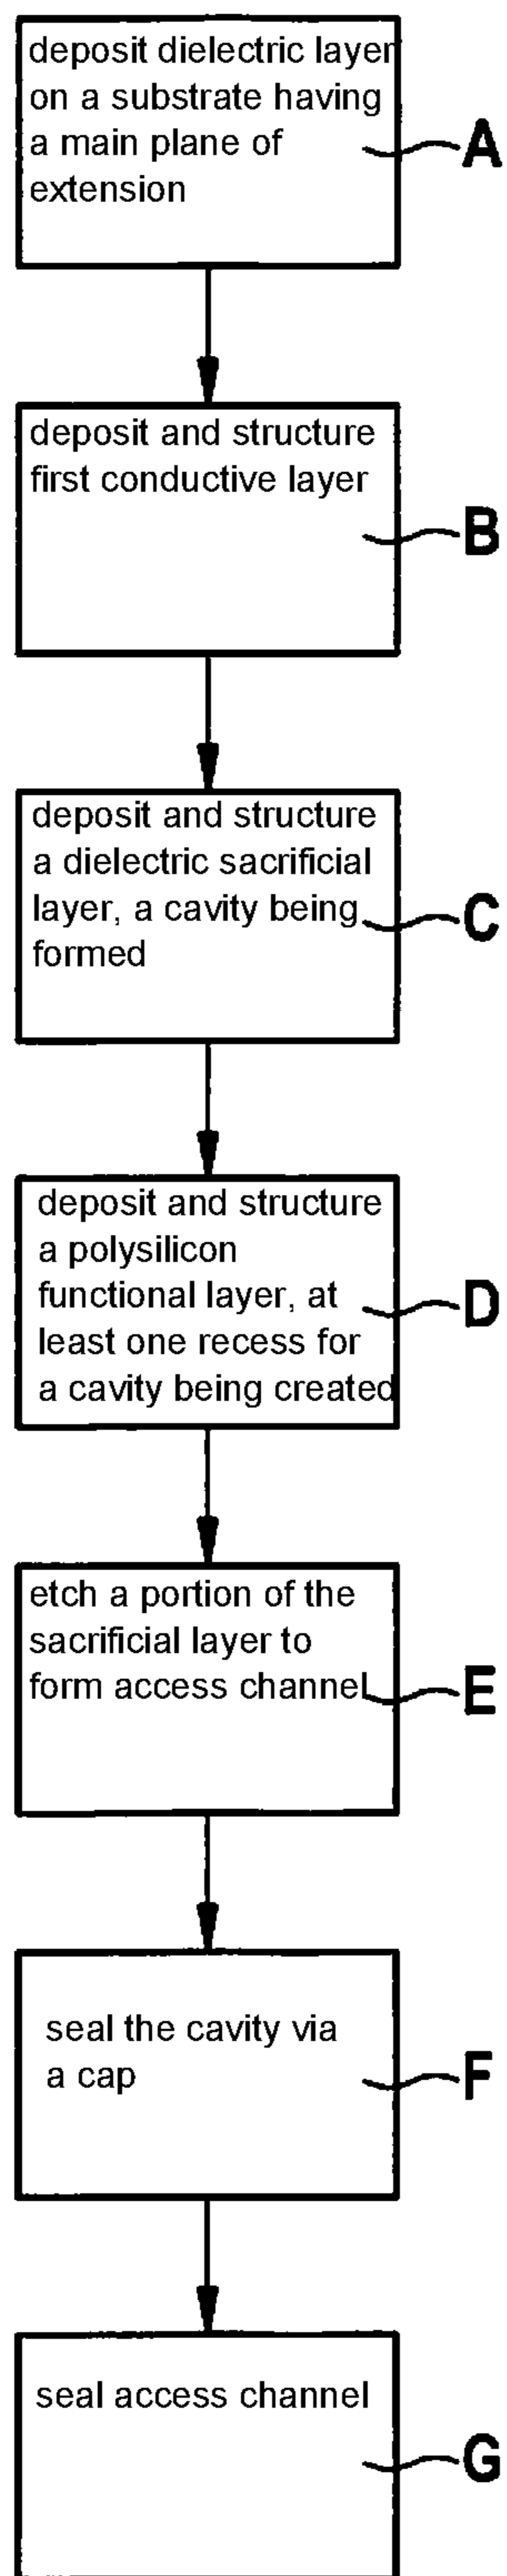 deposit dielectric layer
on a substrate having
a main plane of
extension
A
deposit and structure
first conductive layer
B
deposit and structure
a dielectric sacrificial
layer, a cavity being
formed
C
deposit and structure
a polysilicon
functional layer, at
least one recess for
a cavity being created
D
etch a portion of the
sacrificial layer to
form access channel
E
seal the cavity via
a cap
F
seal access channel
G